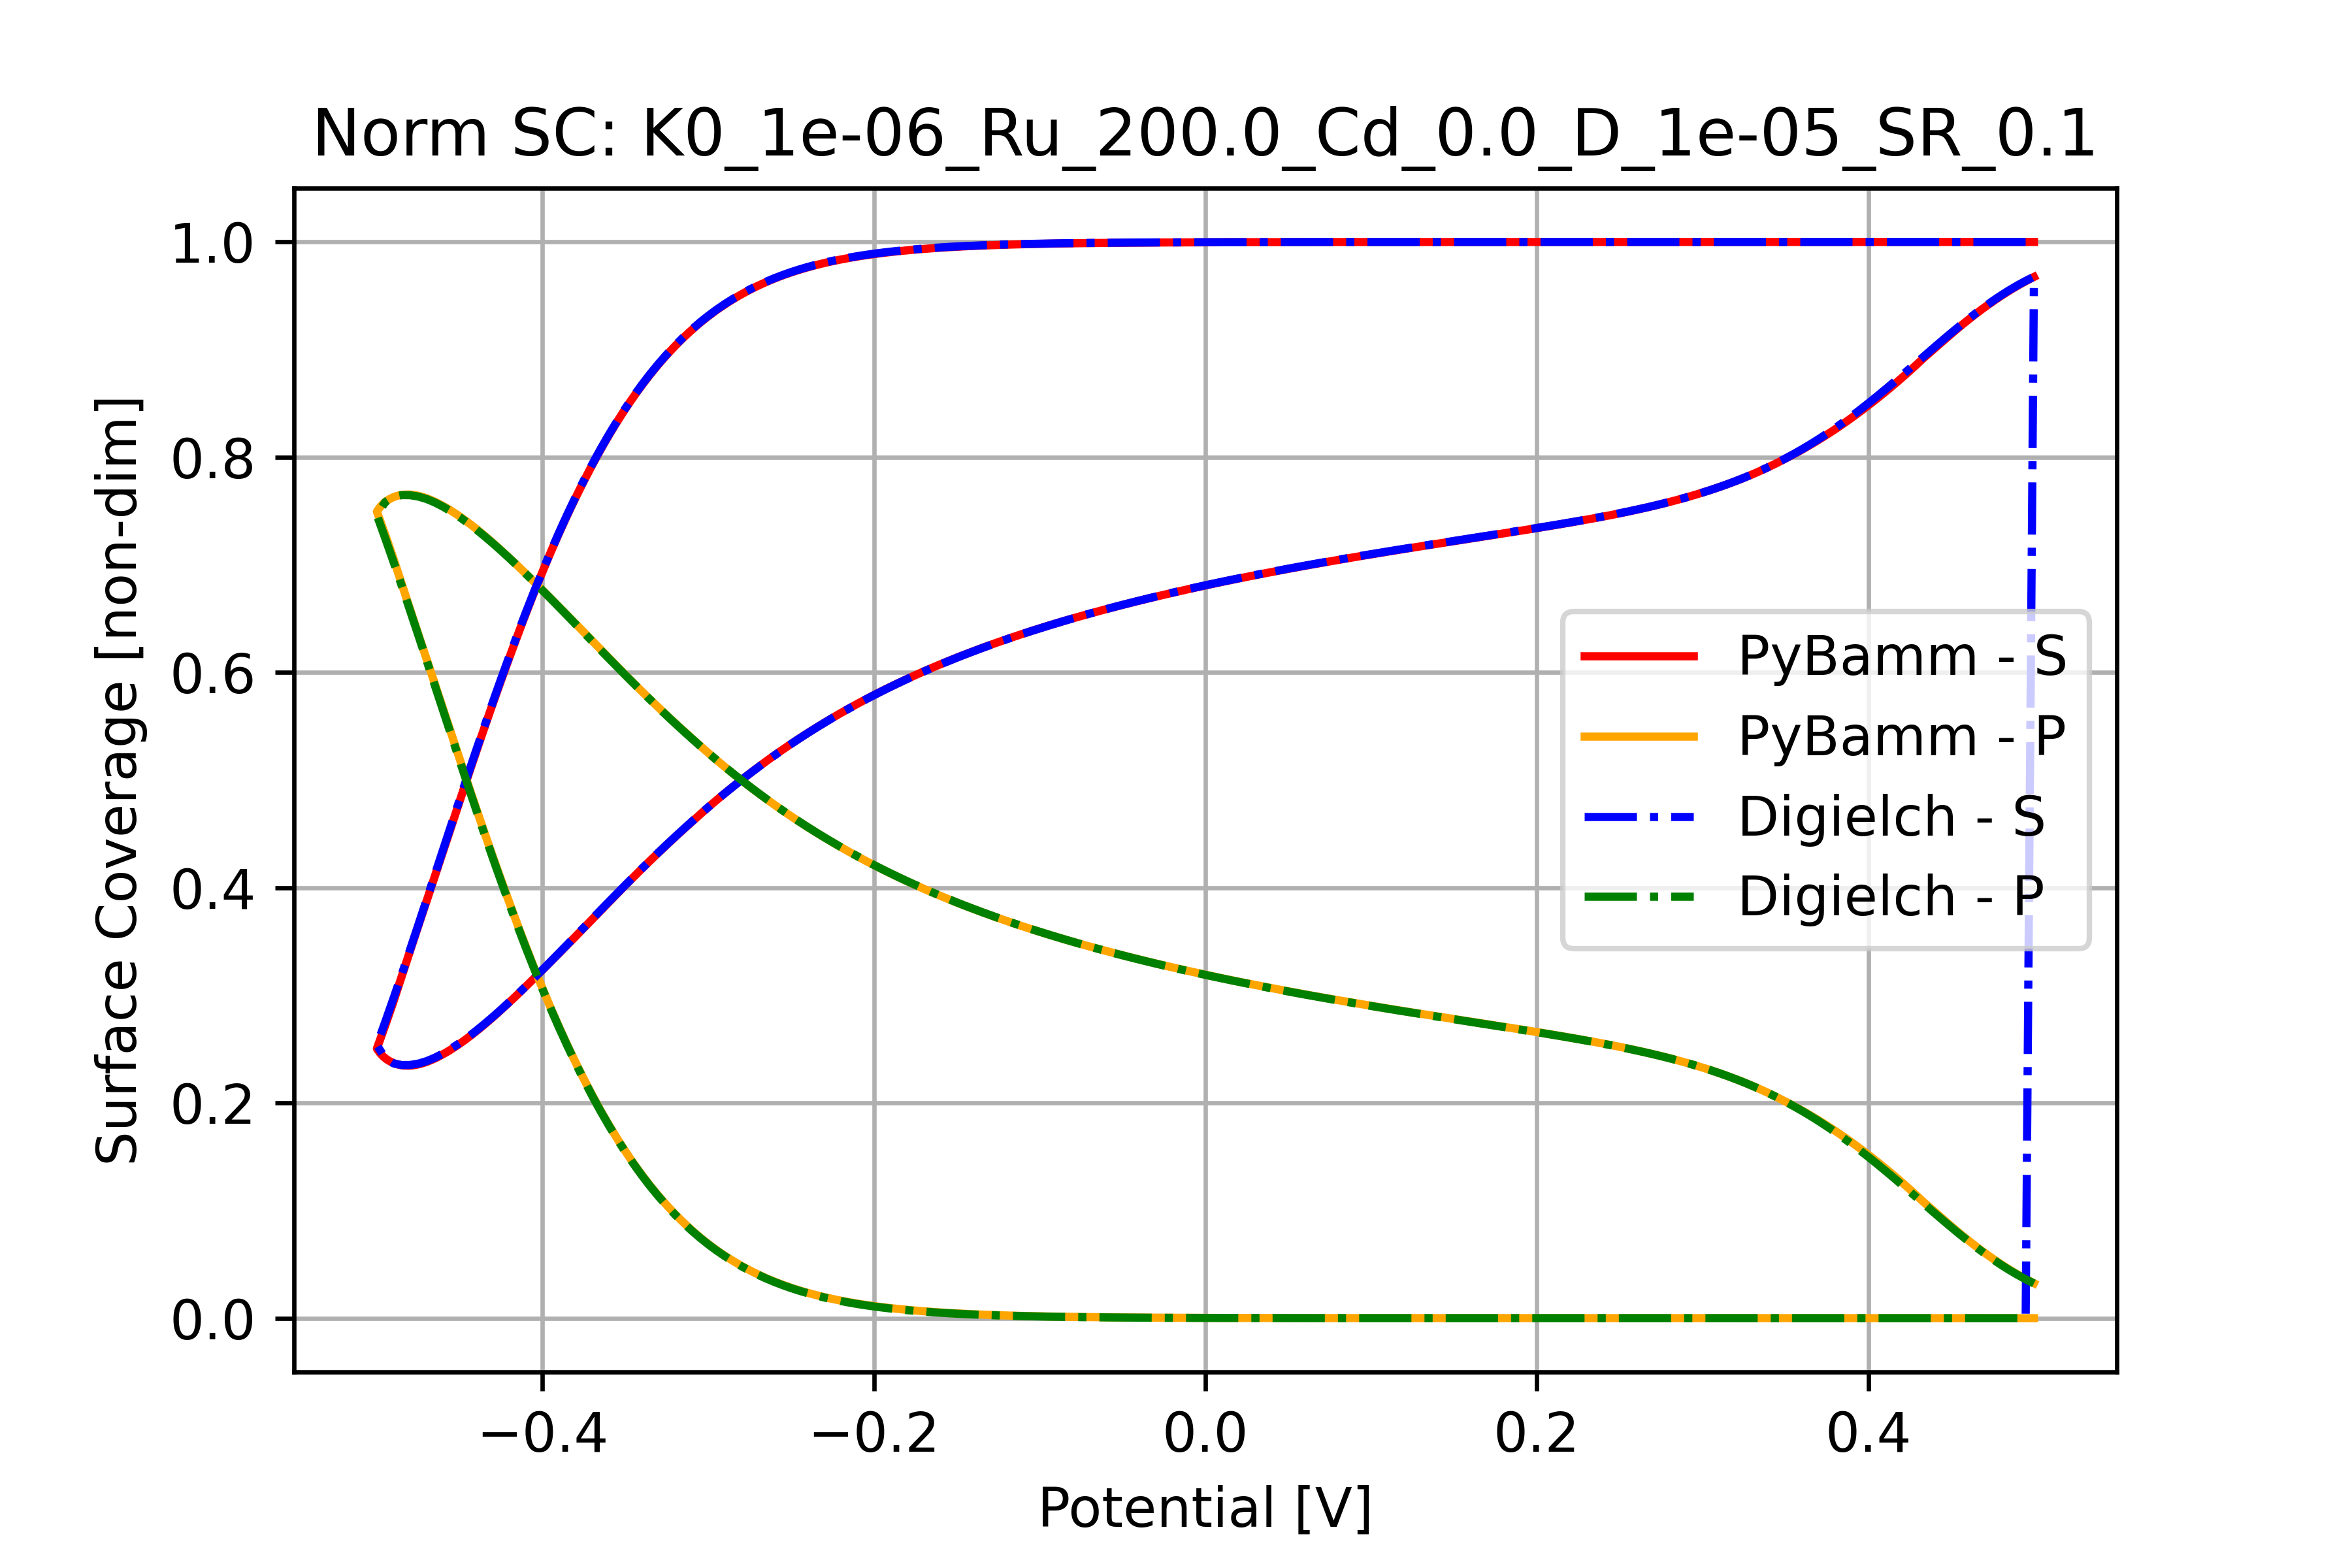 Norm SC: K0_1e-06_Ru_200.0_Cd_0.0_D_1e-05_SR_0.1
Surface Coverage [non-dim]
1.0
0.8
0.6
0.4
0.2
0.0
PyBamm - S
PyBamm - P
Digielch - S
Digielch - P
−0.4 −0.2 0.0 0.2 0.4
Potential [V]